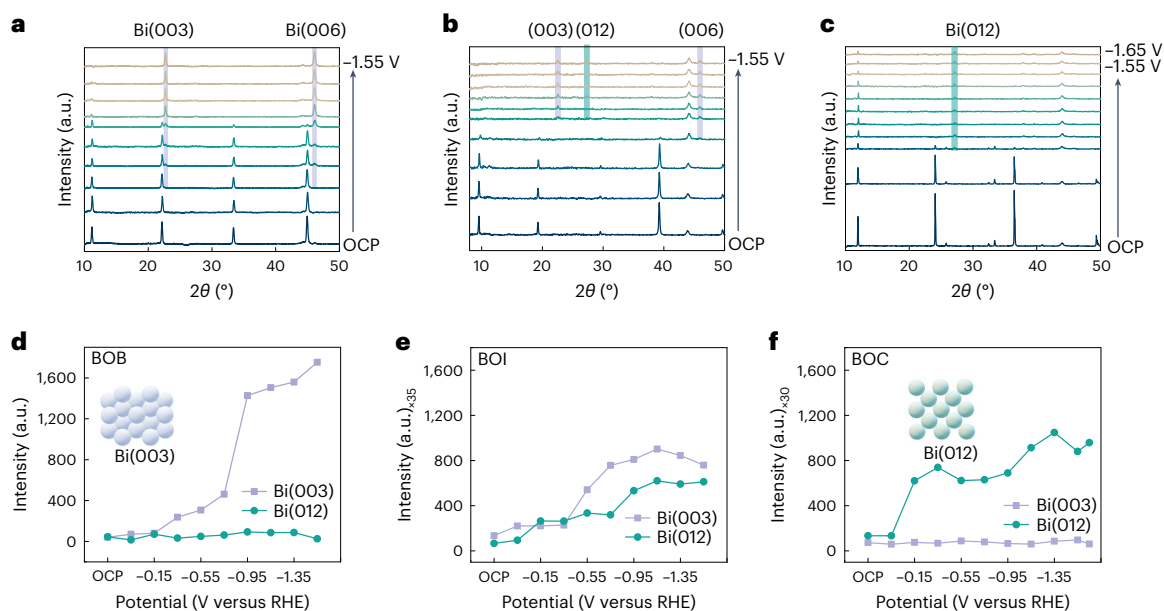 a
Bi(003)
Bi(006)
–1.55 V
OCP
Intensity (a.u.)
10 20 30 40 50
2θ (°)
b
(003) (012) (006)
–1.55 V
OCP
Intensity (a.u.)
10 20 30 40 50
2θ (°)
c
Bi(012)
–1.65 V
–1.55 V
OCP
Intensity (a.u.)
10 20 30 40 50
2θ (°)
d
BOB
Intensity (a.u.)
1,600
1,200
800
400
0
Bi(003)
Bi(003)
Bi(012)
OCP –0.15 –0.55 –0.95 –1.35
Potential (V versus RHE)
e
BOI
Intensity (a.u.)×35
1,600
1,200
800
400
0
Bi(003)
Bi(012)
OCP –0.15 –0.55 –0.95 –1.35
Potential (V versus RHE)
f
BOC
Intensity (a.u.)×30
1,600
1,200
800
400
0
Bi(012)
Bi(003)
Bi(012)
OCP –0.15 –0.55 –0.95 –1.35
Potential (V versus RHE)